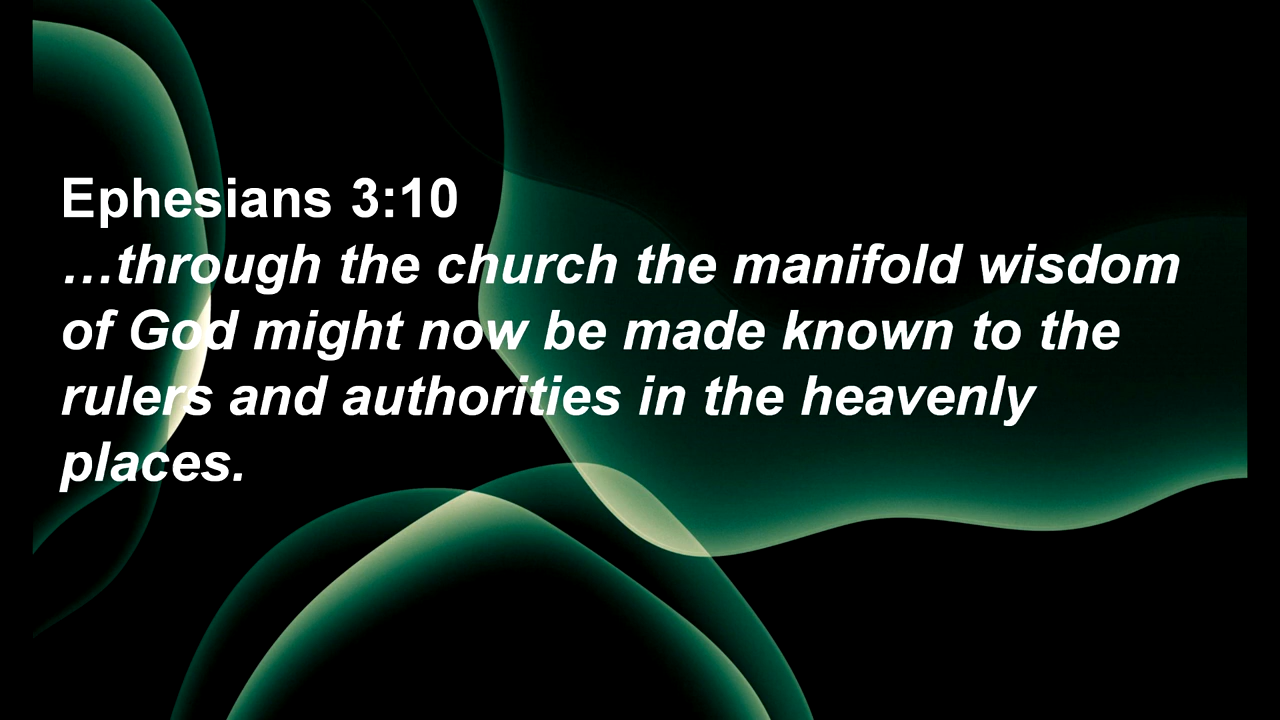 Ephesians 3:10
…through the church the manifold wisdom
of God might now be made known to the
rulers and authorities in the heavenly
places.